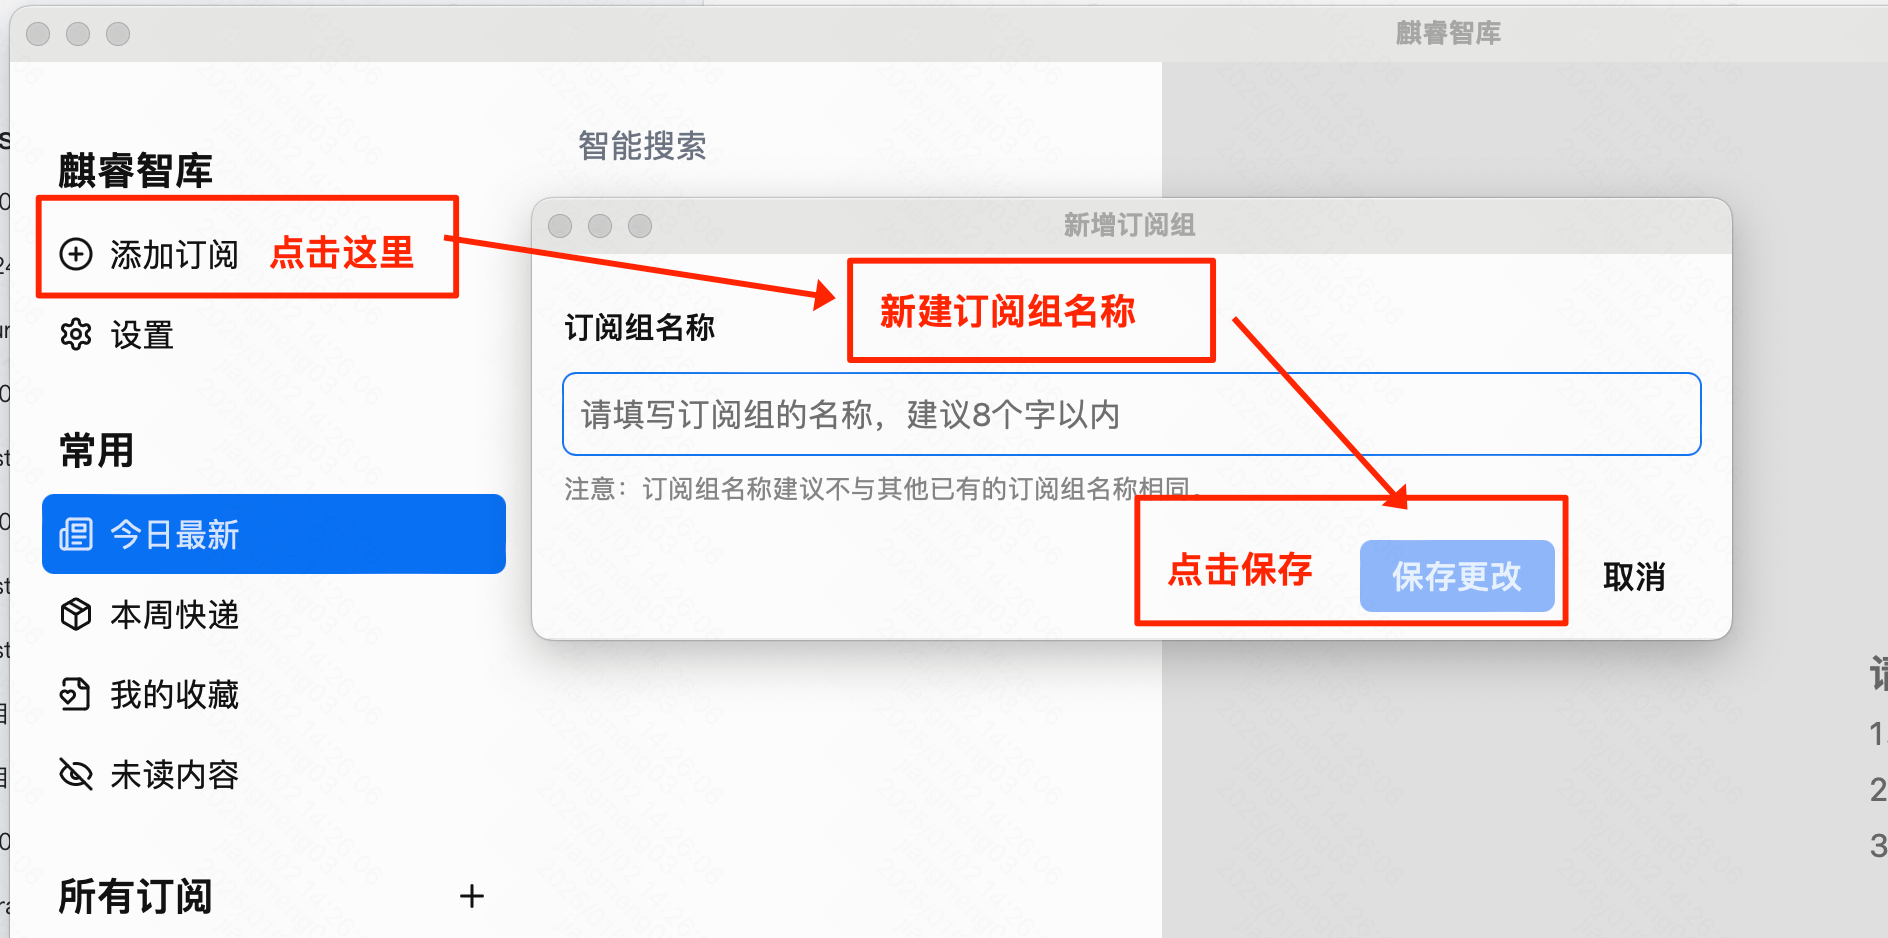 麒睿智库
智能搜索
麒睿智库
添加订阅
点击这里
设置
新增订阅组
新建订阅组名称
订阅组名称
请填写订阅组的名称，建议8个字以内
注意：订阅组名称建议不与其他已有的订阅组名称相同。
点击保存
保存更改
取消
常用
今日最新
本周快递
我的收藏
未读内容
所有订阅
+
1.
2
3